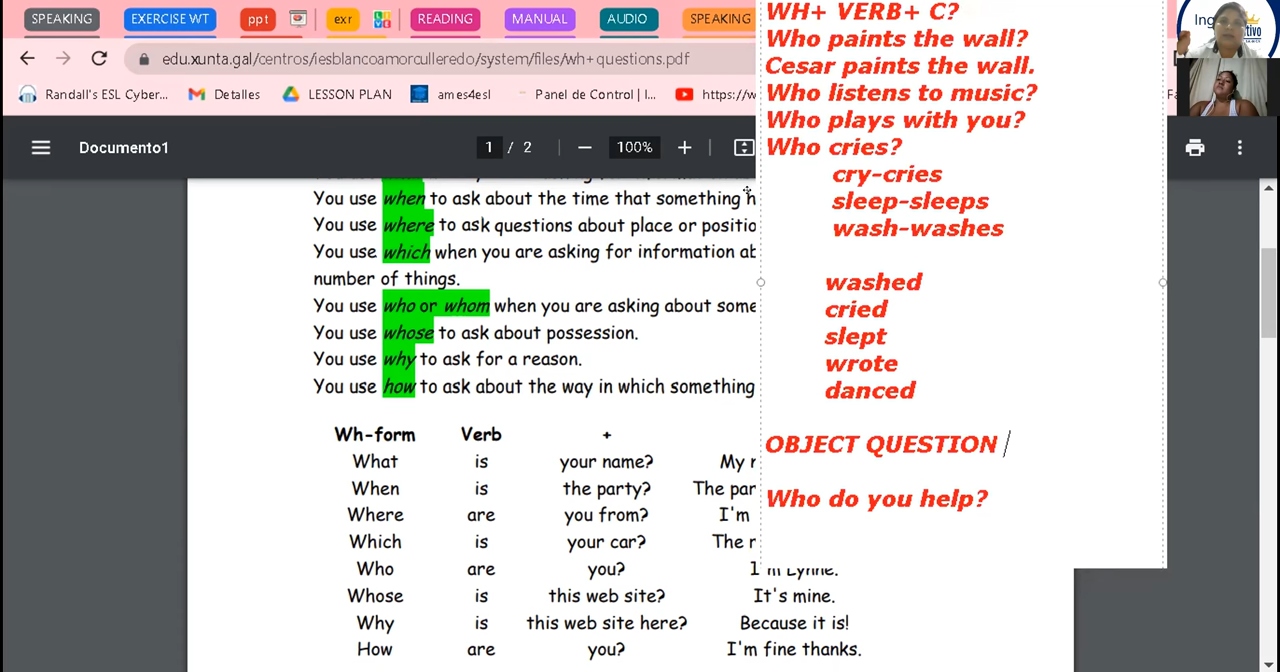 SPEAKING EXERCISE WT ppt exr READING MANUAL AUDIO SPEAKING
edu.xunta.gal/centros/iesblancoamorculleredo/system/files/wh+questions.pdf
Randall's ESL Cyber... Detalles LESSON PLAN ames4esl Panel de Control | I... https://w
Documento1 1 / 2 100%
You use when to ask about the time that something h
You use where to ask questions about place or positio
You use which when you are asking for information ab
number of things.
You use who or whom when you are asking about some
You use whose to ask about possession.
You use why to ask for a reason.
You use how to ask about the way in which something
Wh-form Verb +
What is your name? My r
When is the party? The par
Where are you from? I'm
Which is your car? The r
Who are you? I'm Lynne.
Whose is this web site? It's mine.
Why is this web site here? Because it is!
How are you? I'm fine thanks.
WH+ VERB+ C?
Who paints the wall?
Cesar paints the wall.
Who listens to music?
Who plays with you?
Who cries?
cry-cries
sleep-sleeps
wash-washes
washed
cried
slept
wrote
danced
OBJECT QUESTION
Who do you help?